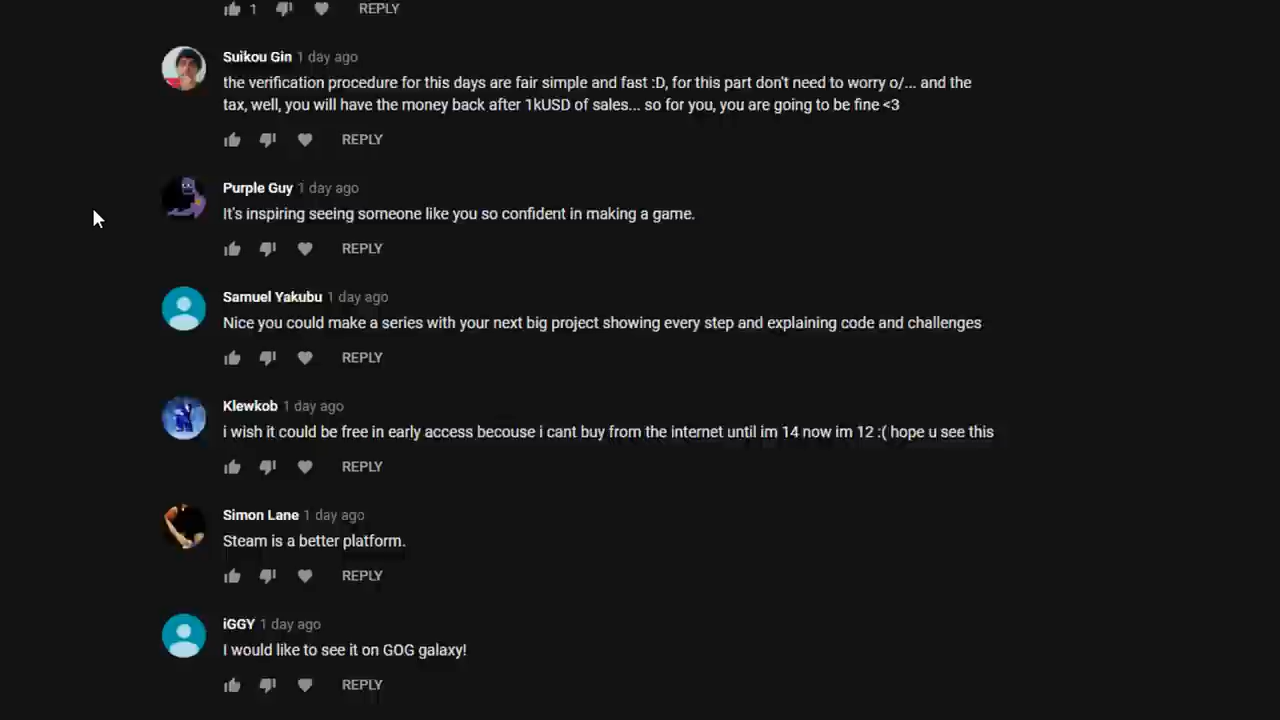 1 REPLY
Suikou Gin 1 day ago
the verification procedure for this days are fair simple and fast :D, for this part don't need to worry o/... and the
tax, well, you will have the money back after 1kUSD of sales... so for you, you are going to be fine <3
REPLY
Purple Guy 1 day ago
It's inspiring seeing someone like you so confident in making a game.
REPLY
Samuel Yakubu 1 day ago
Nice you could make a series with your next big project showing every step and explaining code and challenges
REPLY
Klewkob 1 day ago
i wish it could be free in early access becouse i cant buy from the internet until im 14 now im 12 :( hope u see this
REPLY
Simon Lane 1 day ago
Steam is a better platform.
REPLY
iGGY 1 day ago
I would like to see it on GOG galaxy!
REPLY